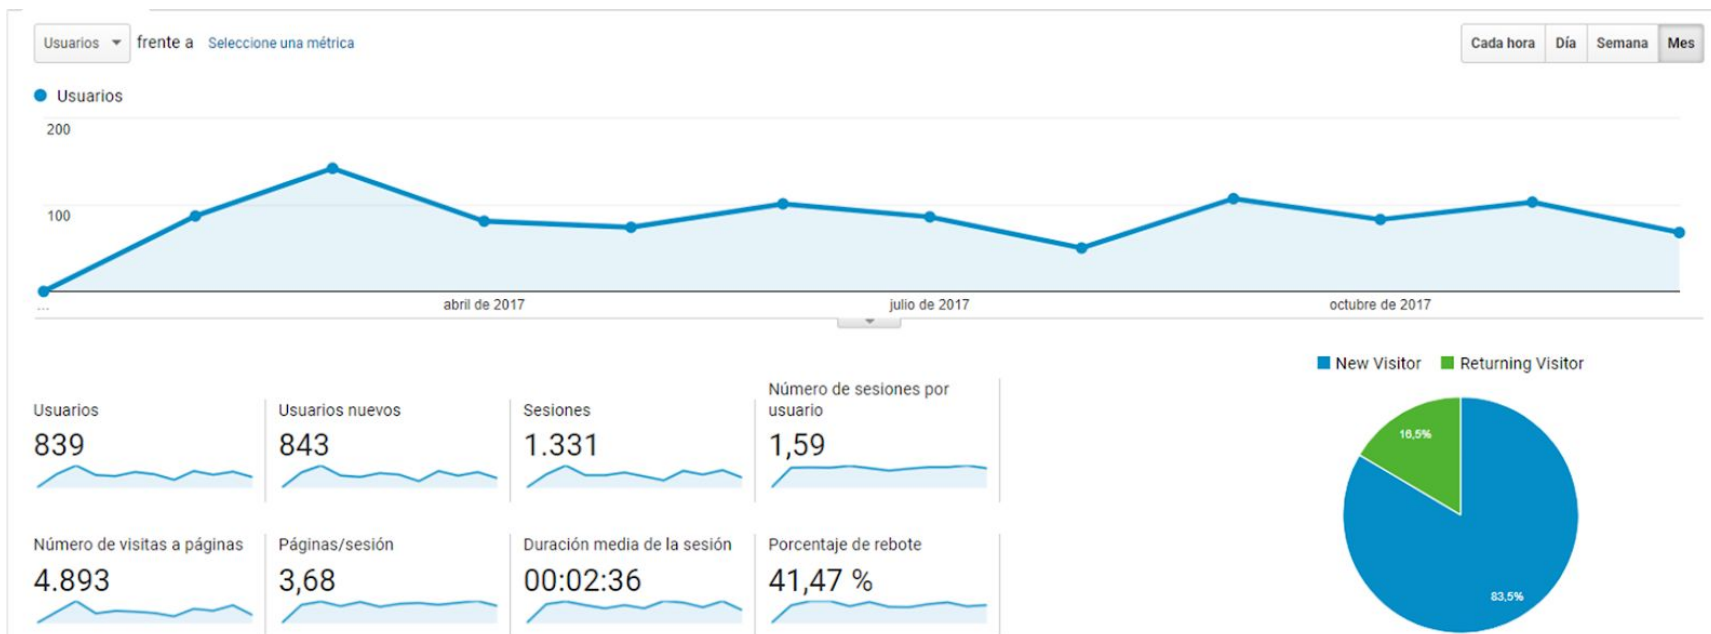 Usuarios frente a Seleccione una métrica
Cada hora Día Semana Mes
Usuarios
200
100
... abril de 2017 julio de 2017 octubre de 2017
New Visitor Returning Visitor
Usuarios
839
Usuarios nuevos
843
Sesiones
1.331
Número de sesiones por
usuario
1,59
Número de visitas a páginas
4.893
Páginas/sesión
3,68
Duración media de la sesión
00:02:36
Porcentaje de rebote
41,47 %
16,5%
83,5%